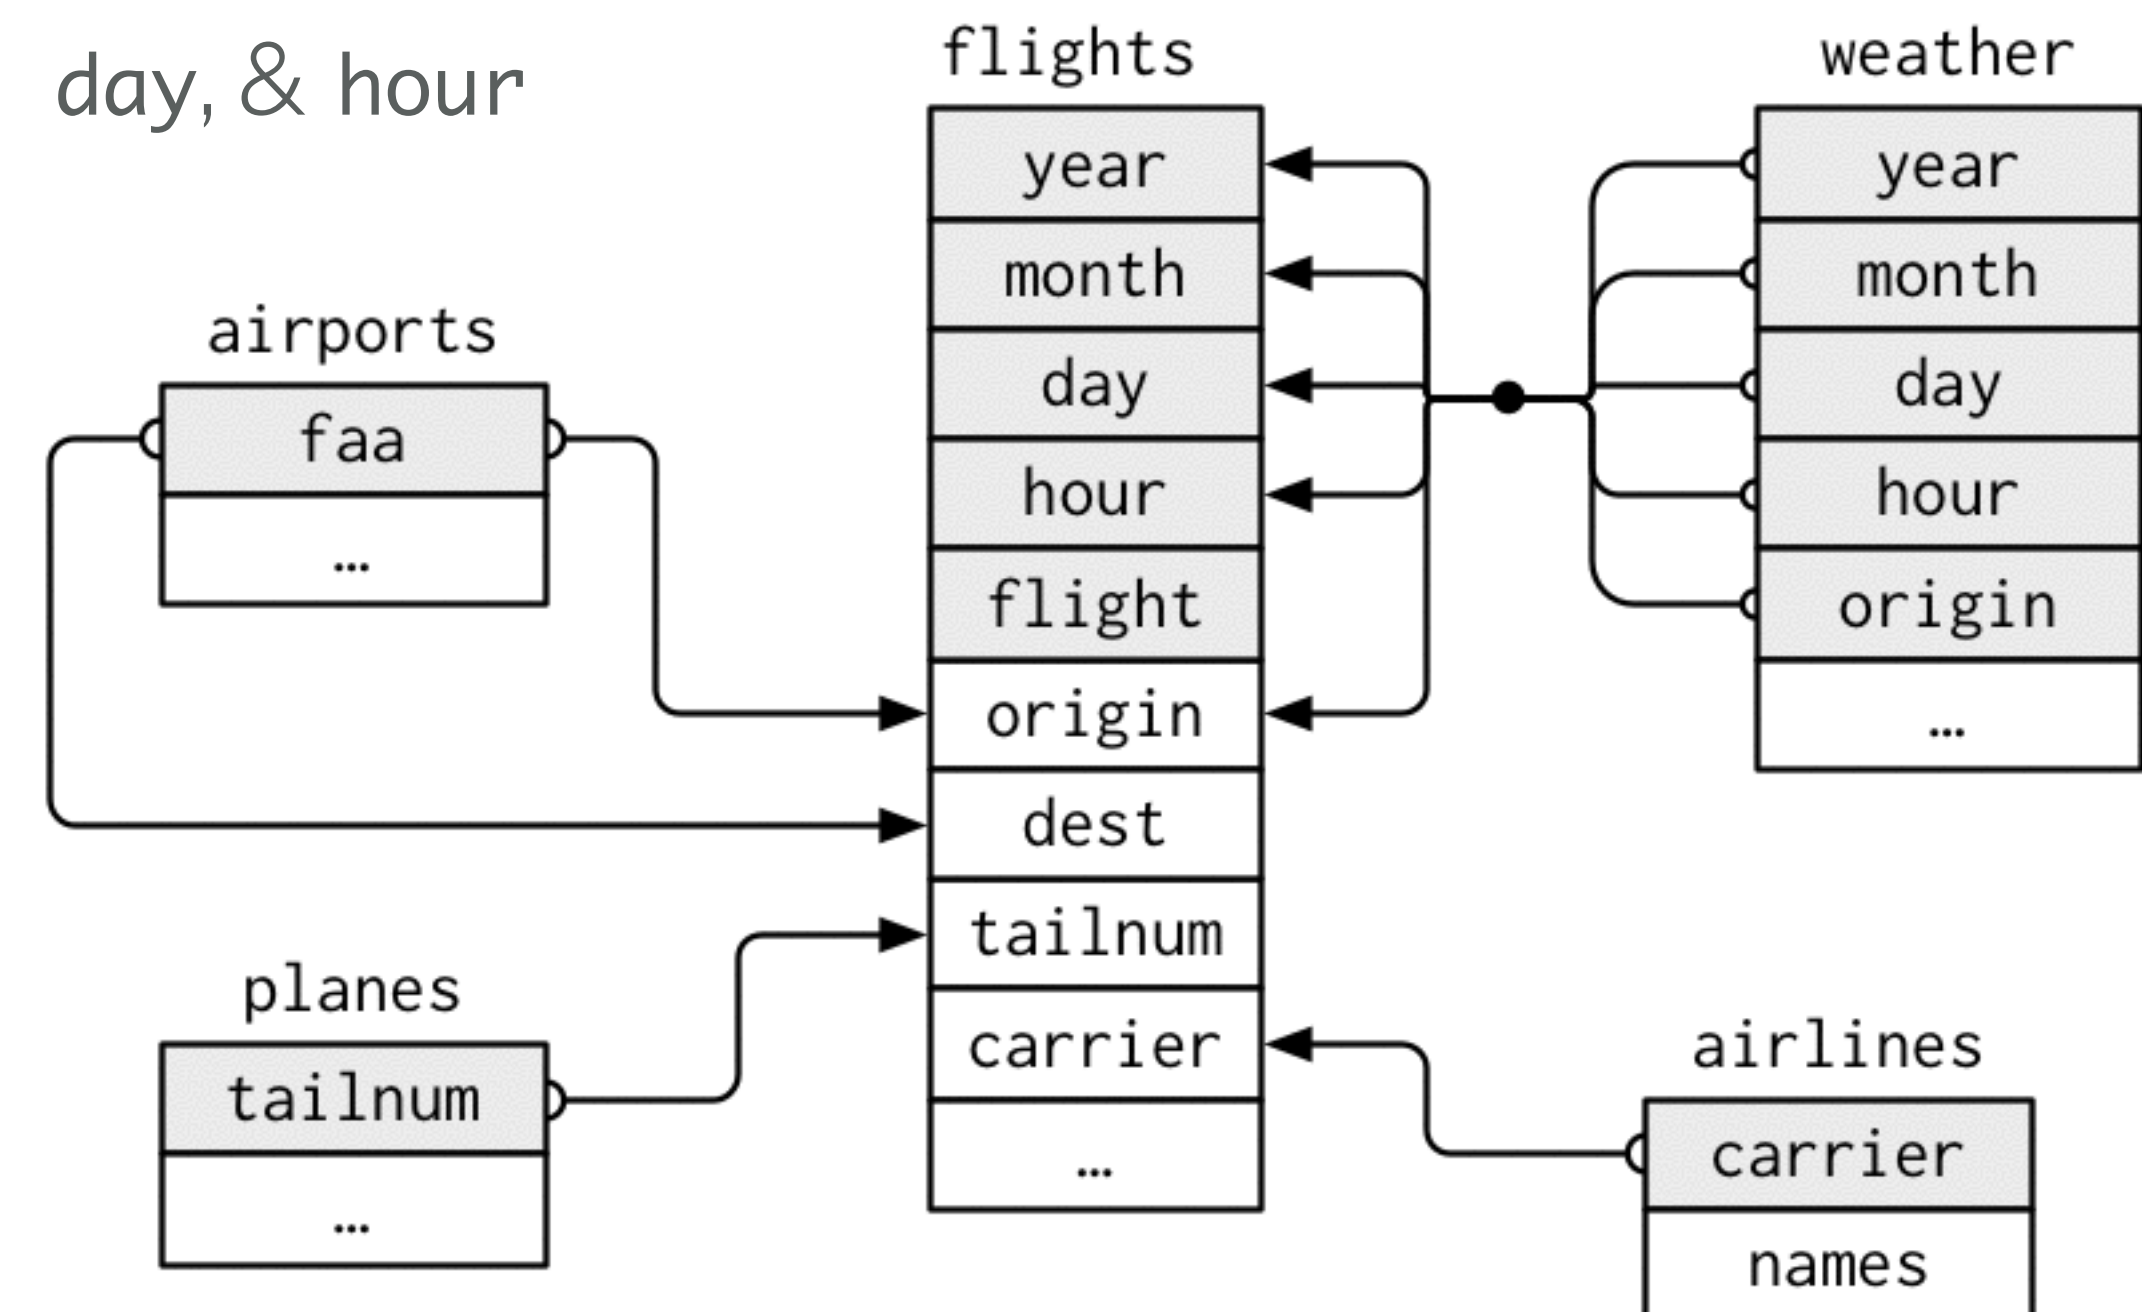 day, & hour
flights
year
month
day
hour
flight
origin
dest
tailnum
carrier
…
weather
year
month
day
hour
origin
…
airports
faa
…
planes
tailnum
…
airlines
carrier
names